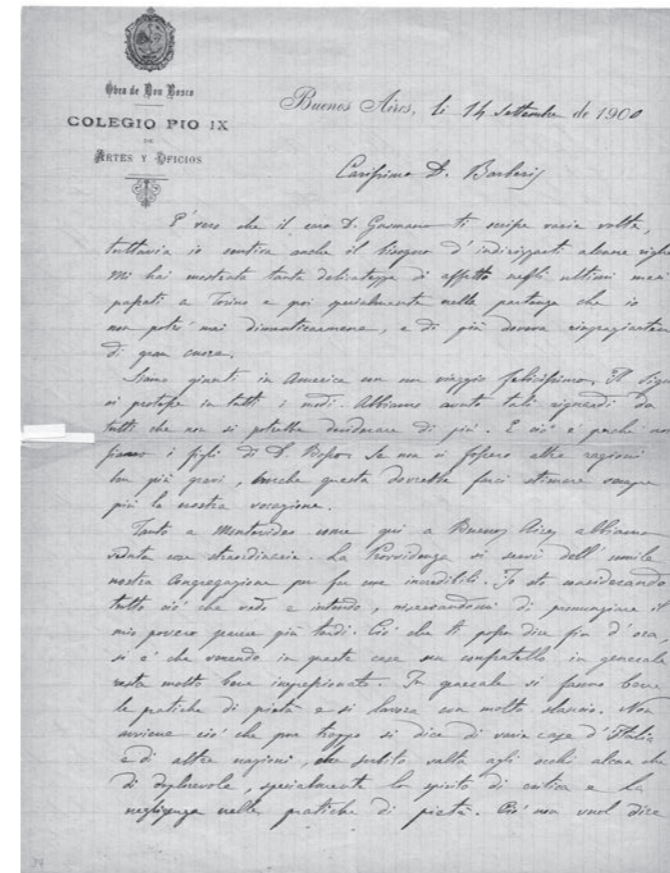 Obra de Don Bosco
COLEGIO PIO IX
DE
ARTES Y OFICIOS
Buenos Aires, li 14 Settembre de 1900
Carissimo D. Barberis
E' vero che il caro D. Gusmano ti scrisse varie volte,
tuttavia io sentiva anche il bisogno d'indirizzarti alcune righe
Mi hai mostrata tanta delicatezza di affetto negli ultimi mesi
passati a Torino e poi specialmente nella partenza che io
non potrò mai dimenticarmene, e di più doveva ringraziarti
di gran cuore.
Siamo giunti in America con un viaggio felicissimo. Il Sig
ci protesse in tutti i modi. Abbiamo avuto tali riguardi da
tutti che non si potrebbe desiderare di più. E ciò è perchè noi
siamo i figli di D. Bosco. Se non ci fossero altre ragioni
ben più gravi, anche questa dovrebbe farci stimare sempre
più la nostra vocazione.
Tanto a Montevideo come qui a Buenos Aires abbiamo
veduto cose straordinarie. La Provvidenza si servì dell'umile
nostra Congregazione per far cose incredibili. Io sto considerando
tutto ciò che vedo e intendo, riserbandomi di pronunziare il
mio povero parere più tardi. Ciò che ti posso dire fin d'ora
si è che venendo in queste case un confratello in generale
resta molto bene impressionato. In generale si fanno bene
le pratiche di pietà e si lavora con molto slancio. Non
avviene ciò che pur troppo si dice di varie case d'Italia
e di altre nazioni, che subito salta agli occhi alcun che
di deplorevole, specialmente lo spirito di critica e la
negligenza nelle pratiche di pietà. Ciò non vuol dire